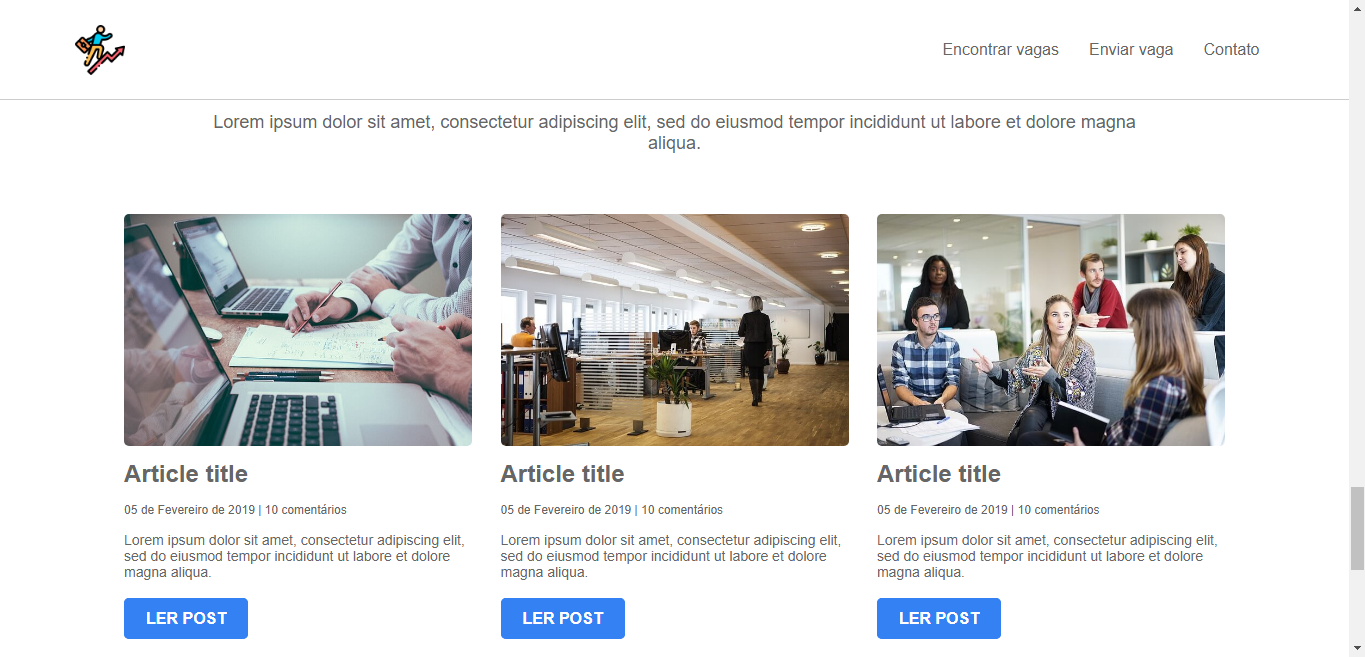 Encontrar vagas Enviar vaga Contato
Lorem ipsum dolor sit amet, consectetur adipiscing elit, sed do eiusmod tempor incididunt ut labore et dolore magna
aliqua.
Article title
05 de Fevereiro de 2019 | 10 comentários
Lorem ipsum dolor sit amet, consectetur adipiscing elit,
sed do eiusmod tempor incididunt ut labore et dolore
magna aliqua.
LER POST
Article title
05 de Fevereiro de 2019 | 10 comentários
Lorem ipsum dolor sit amet, consectetur adipiscing elit,
sed do eiusmod tempor incididunt ut labore et dolore
magna aliqua.
LER POST
Article title
05 de Fevereiro de 2019 | 10 comentários
Lorem ipsum dolor sit amet, consectetur adipiscing elit,
sed do eiusmod tempor incididunt ut labore et dolore
magna aliqua.
LER POST